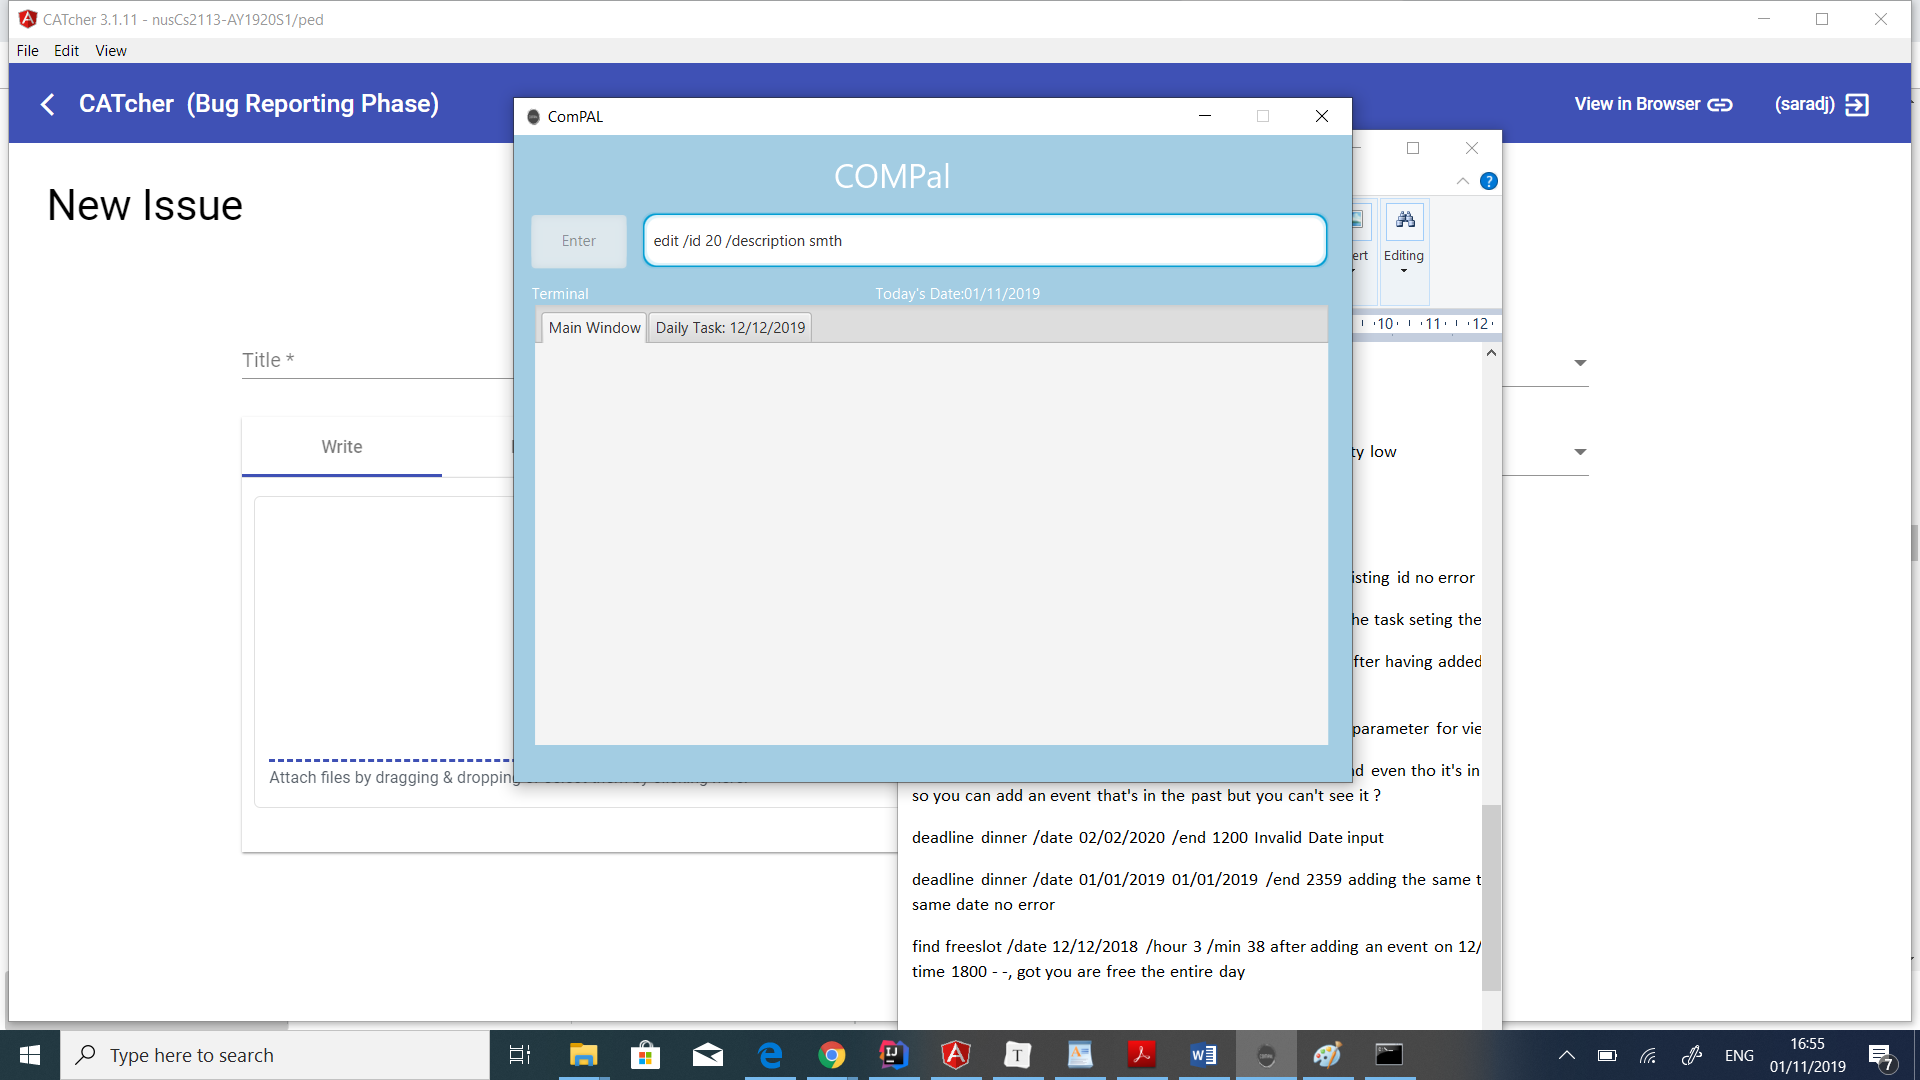 CATcher 3.1.11 - nusCs2113-AY1920S1/ped
File Edit View
CATcher (Bug Reporting Phase)
View in Browser
(saradj)
New Issue
Title *
Write
Attach files by dragging & dropping
ComPAL
COMPal
Enter
edit /id 20 /description smth
Terminal
Today's Date:01/11/2019
Main Window
Daily Task: 12/12/2019
Editing
10 11 12
low
id no error
he task seting the
after having added
parameter for
even tho it's in
so you can add an event that's in the past but you can't see it ?
deadline dinner /date 02/02/2020 /end 1200 Invalid Date input
deadline dinner /date 01/01/2019 01/01/2019 /end 2359 adding the same t
same date no error
find freeslot /date 12/12/2018 /hour 3 /min 38 after adding an event on 12/
time 1800 - -, got you are free the entire day
Type here to search
ENG
16:55
01/11/2019
7